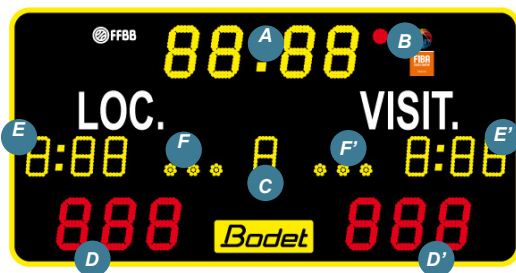 FFBB 88:88 A B
FIBA
LOC. VISIT.
E F F' E'
8:88 8 8:88
C
888 Bodet 888
D D'